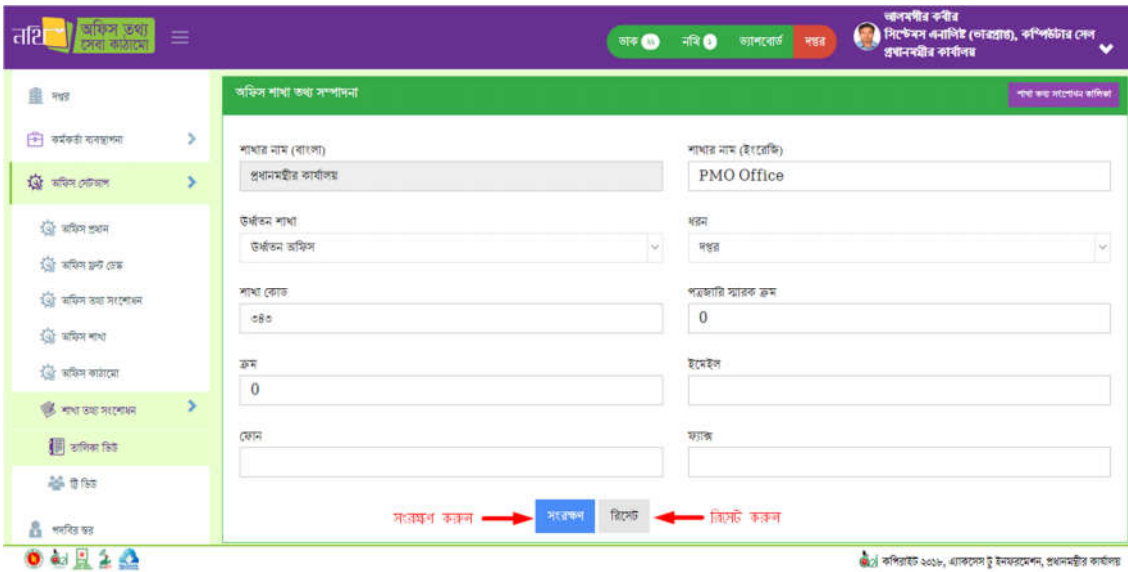 নথি
অফিস তথ্য
সেবা কাঠামো
ডাক
নথি
ড্যাশবোর্ড
দপ্তর
আলমগীর কবীর
সিস্টেমস এনালিস্ট (ভারপ্রাপ্ত), কম্পিউটার সেল
প্রধানমন্ত্রীর কার্যালয়
দপ্তর
কর্মকর্তা ব্যবস্থাপনা
অফিস সেটআপ
অফিস প্রধান
অফিস ফ্রন্ট ডেস্ক
অফিস তথ্য সংশোধন
অফিস শাখা
অফিস কাঠামো
শাখা তথ্য সংশোধন
তালিকা ভিউ
ট্রি ভিউ
পদবির স্তর
অফিস শাখা তথ্য সম্পাদনা
শাখা তথ্য সংশোধন তালিকা
শাখার নাম (বাংলা)
শাখার নাম (ইংরেজি)
প্রধানমন্ত্রীর কার্যালয়
PMO Office
উর্ধ্বতন শাখা
ধরন
উর্ধ্বতন অফিস
দপ্তর
শাখা কোড
পত্রজারি স্মারক ক্রম
৩৪৩
0
ক্রম
ইমেইল
0
ফোন
ফ্যাক্স
সংরক্ষণ করুন
সংরক্ষণ
রিসেট
রিসেট করুন
কপিরাইট ২০১৮, এ্যাকসেস টু ইনফরমেশন, প্রধানমন্ত্রীর কার্যালয়